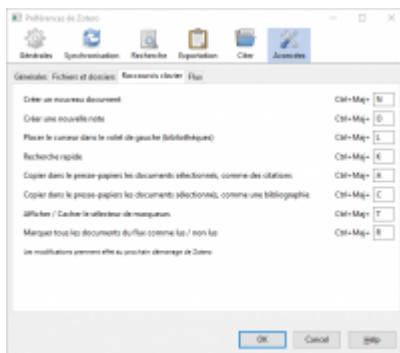 Préférences de Zotero
Générales Synchronisation Recherche Exportation Citer Avancées
Générales Fichiers et dossiers Raccourcis clavier Flux
Créer un nouveau document Ctrl+Maj+ N
Créer une nouvelle note Ctrl+Maj+ O
Placer le curseur dans le volet de gauche (bibliothèques) Ctrl+Maj+ L
Recherche rapide Ctrl+Maj+ K
Copier dans le presse-papiers les documents sélectionnés, comme des citations Ctrl+Maj+ A
Copier dans le presse-papiers les documents sélectionnés, comme une bibliographie Ctrl+Maj+ C
Afficher / Cacher le sélecteur de marqueurs Ctrl+Maj+ T
Marquer tous les documents du flux comme lus / non lus Ctrl+Maj+ R
Les modifications prennent effet au prochain démarrage de Zotero
OK Cancel Help